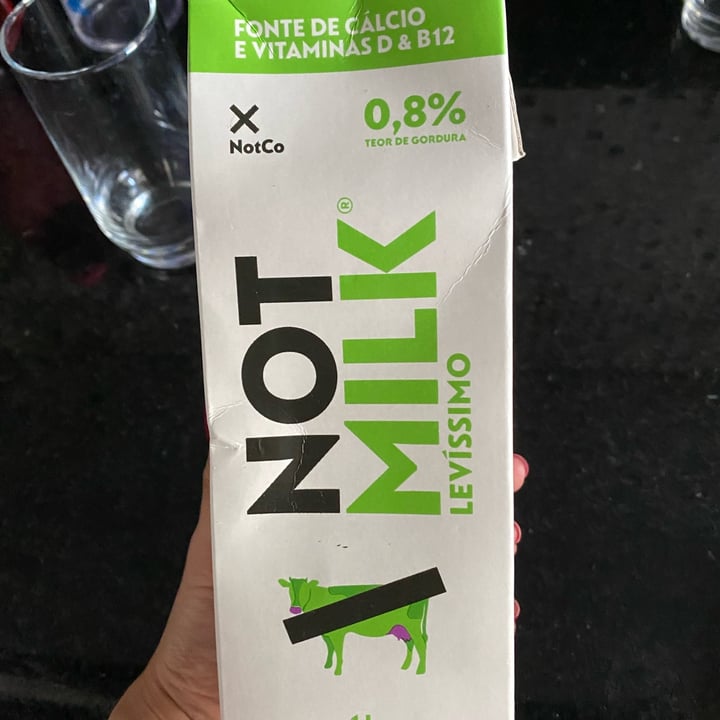 FONTE DE CÁLCIO
E VITAMINAS D & B12
NotCo
0,8%
TEOR DE GORDURA
NOT
MILK®
LEVÍSSIMO